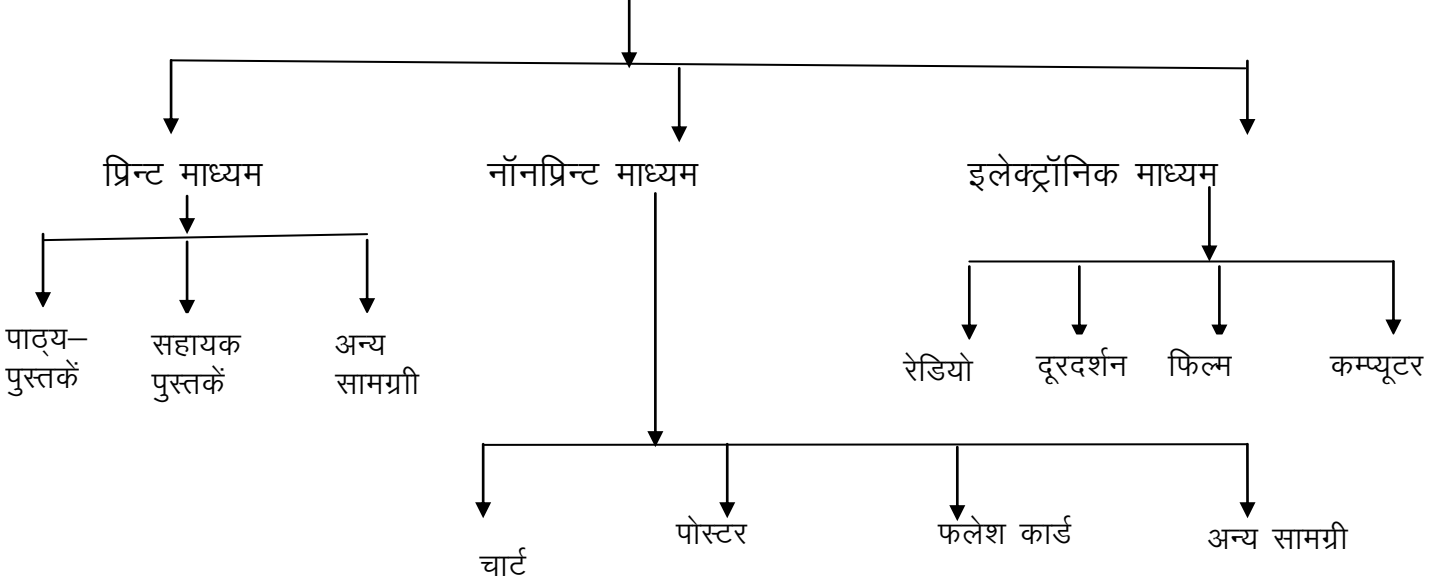 प्रिन्ट माध्यम
नॉनप्रिन्ट माध्यम
इलेक्ट्रॉनिक माध्यम
पाठ्य–
पुस्तकें
सहायक
पुस्तकें
अन्य
सामग्राी
रेडियो
दूरदर्शन
फिल्म
कम्प्यूटर
चार्ट
पोस्टर
फलेश कार्ड
अन्य सामग्री